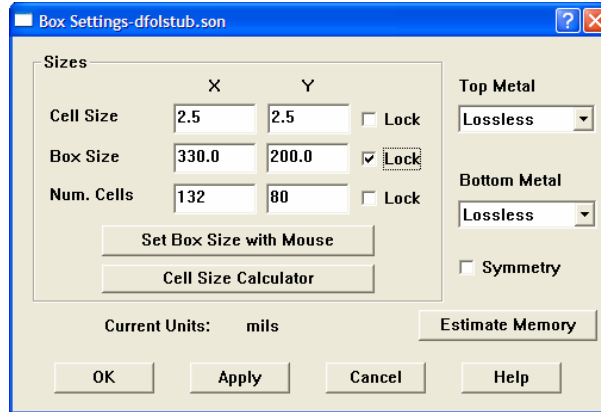 Box Settings-dfolstub.son
Sizes
X Y
Cell Size 2.5 2.5 Lock
Box Size 330.0 200.0 Lock
Num. Cells 132 80 Lock
Set Box Size with Mouse
Cell Size Calculator
Top Metal
Lossless
Bottom Metal
Lossless
Symmetry
Current Units: mils
Estimate Memory
OK Apply Cancel Help